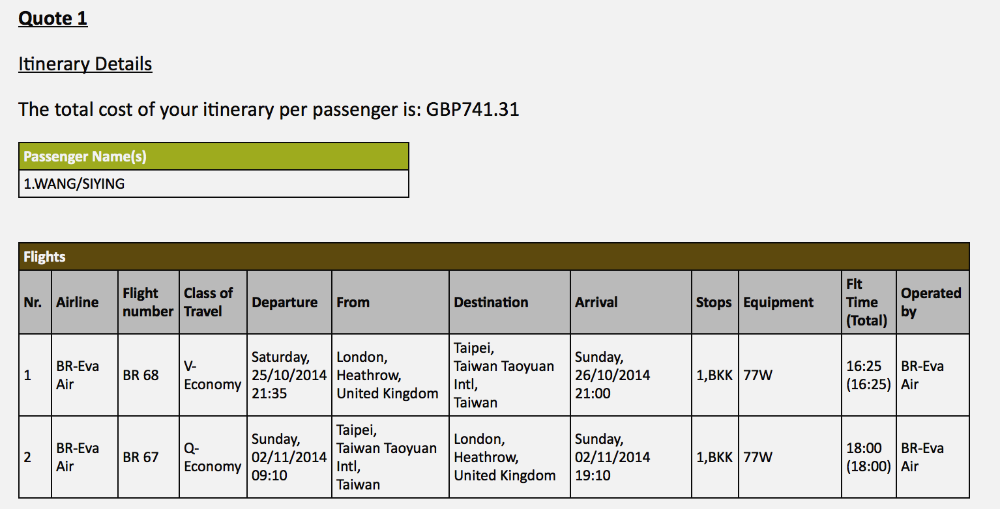 Quote 1
Itinerary Details
The total cost of your itinerary per passenger is: GBP741.31
Passenger Name(s)
1.WANG/SIYING
Flights
Nr.
Airline
Flight
number
Class of
Travel
Departure
From
Destination
Arrival
Stops
Equipment
Flt
Time
(Total)
Operated
by
1
BR-Eva
Air
BR 68
V-
Economy
Saturday,
25/10/2014
21:35
London,
Heathrow,
United Kingdom
Taipei,
Taiwan Taoyuan
Intl,
Taiwan
Sunday,
26/10/2014
21:00
1,BKK
77W
16:25
(16:25)
BR-Eva
Air
2
BR-Eva
Air
BR 67
Q-
Economy
Sunday,
02/11/2014
09:10
Taipei,
Taiwan Taoyuan
Intl,
Taiwan
London,
Heathrow,
United Kingdom
Sunday,
02/11/2014
19:10
1,BKK
77W
18:00
(18:00)
BR-Eva
Air